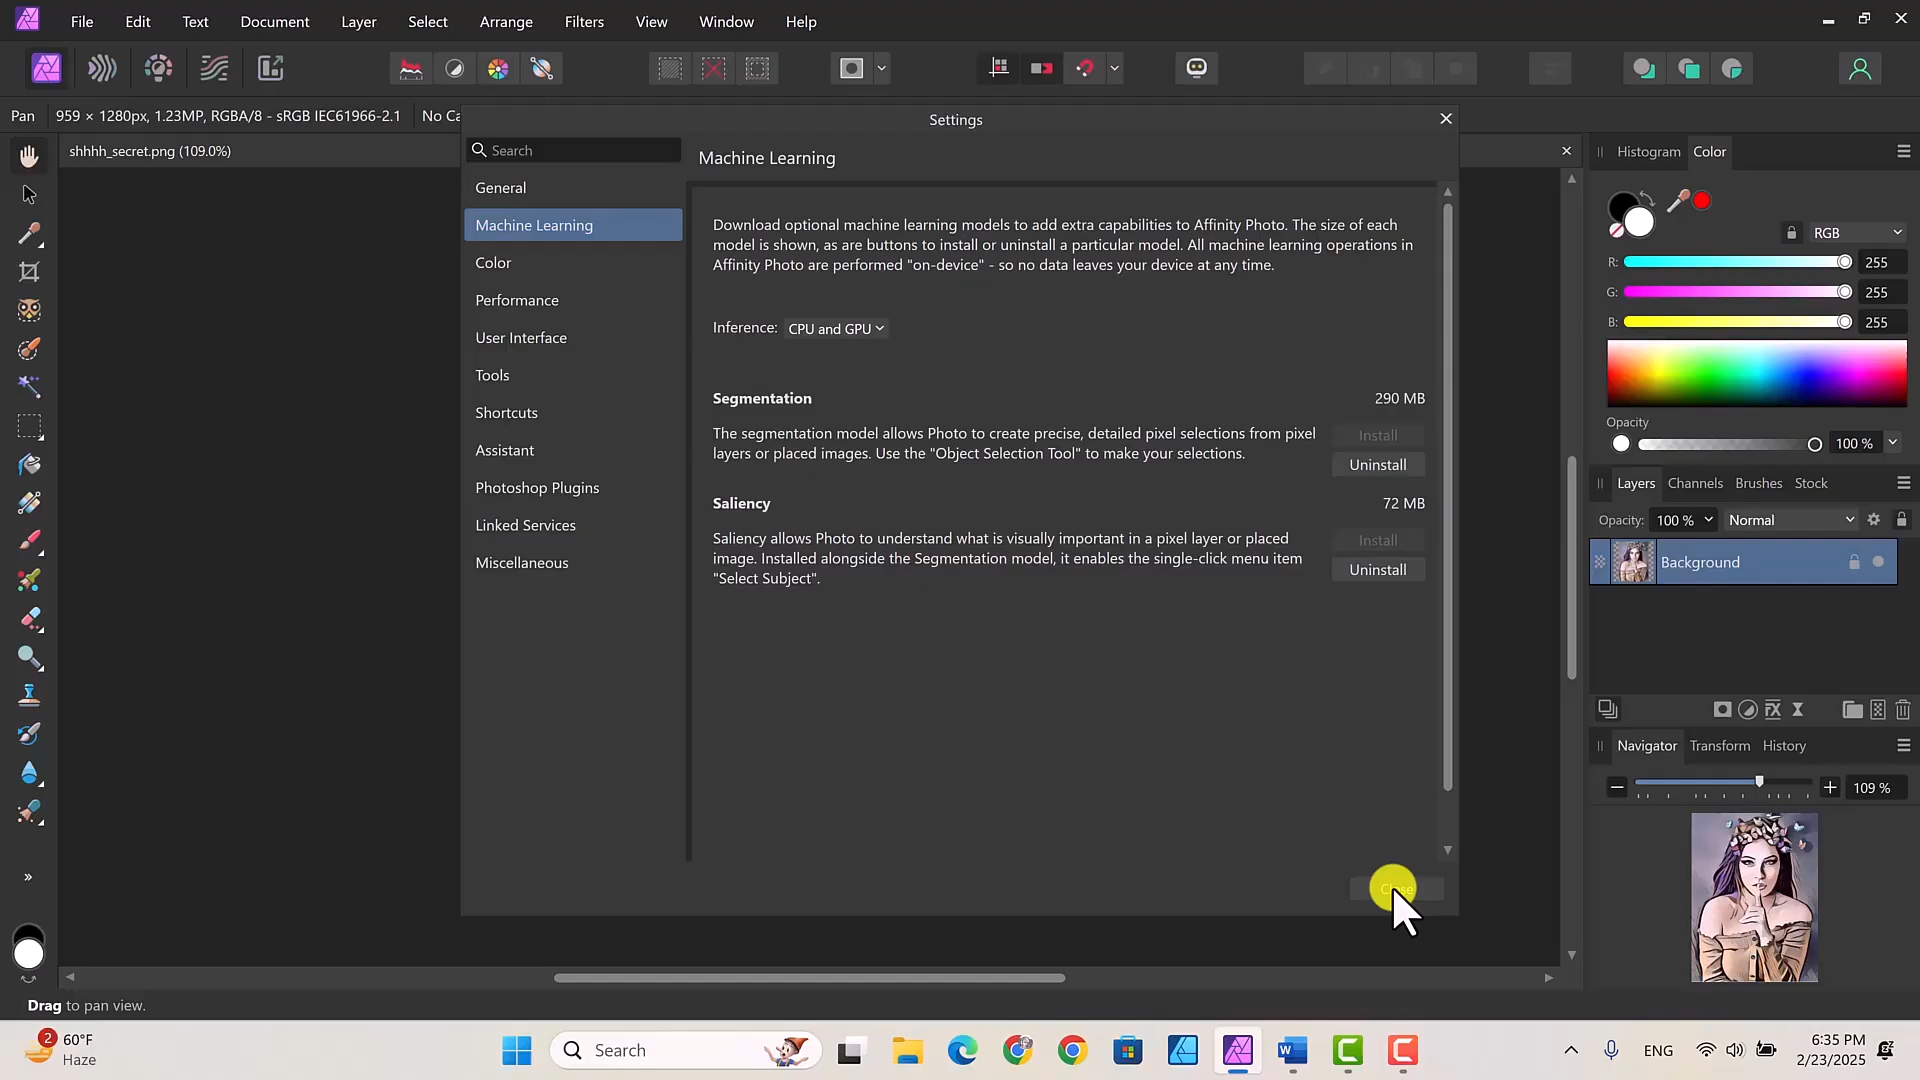 File Edit Text Document Layer Select Arrange Filters View Window Help
Pan 959 × 1280px, 1.23MP, RGBA/8 - sRGB IEC61966-2.1 No Ca
shhhh_secret.png (109.0%)
Settings
Search
General
Machine Learning
Color
Performance
User Interface
Tools
Shortcuts
Assistant
Photoshop Plugins
Linked Services
Miscellaneous
Machine Learning
Download optional machine learning models to add extra capabilities to Affinity Photo. The size of each
model is shown, as are buttons to install or uninstall a particular model. All machine learning operations in
Affinity Photo are performed "on-device" - so no data leaves your device at any time.
Inference: CPU and GPU
Segmentation 290 MB
The segmentation model allows Photo to create precise, detailed pixel selections from pixel
layers or placed images. Use the "Object Selection Tool" to make your selections.
Install
Uninstall
Saliency 72 MB
Saliency allows Photo to understand what is visually important in a pixel layer or placed
image. Installed alongside the Segmentation model, it enables the single-click menu item
"Select Subject".
Install
Uninstall
Close
Histogram Color
RGB
R: 255
G: 255
B: 255
Opacity
100 %
Layers Channels Brushes Stock
Opacity: 100 % Normal
Background
Navigator Transform History
109 %
Drag to pan view.
2
60°F
Haze
Search
ENG
6:35 PM
2/23/2025